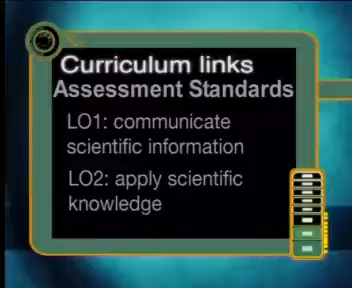 Curriculum links
Assessment Standards
LO1: communicate
scientific information
LO2: apply scientific
knowledge